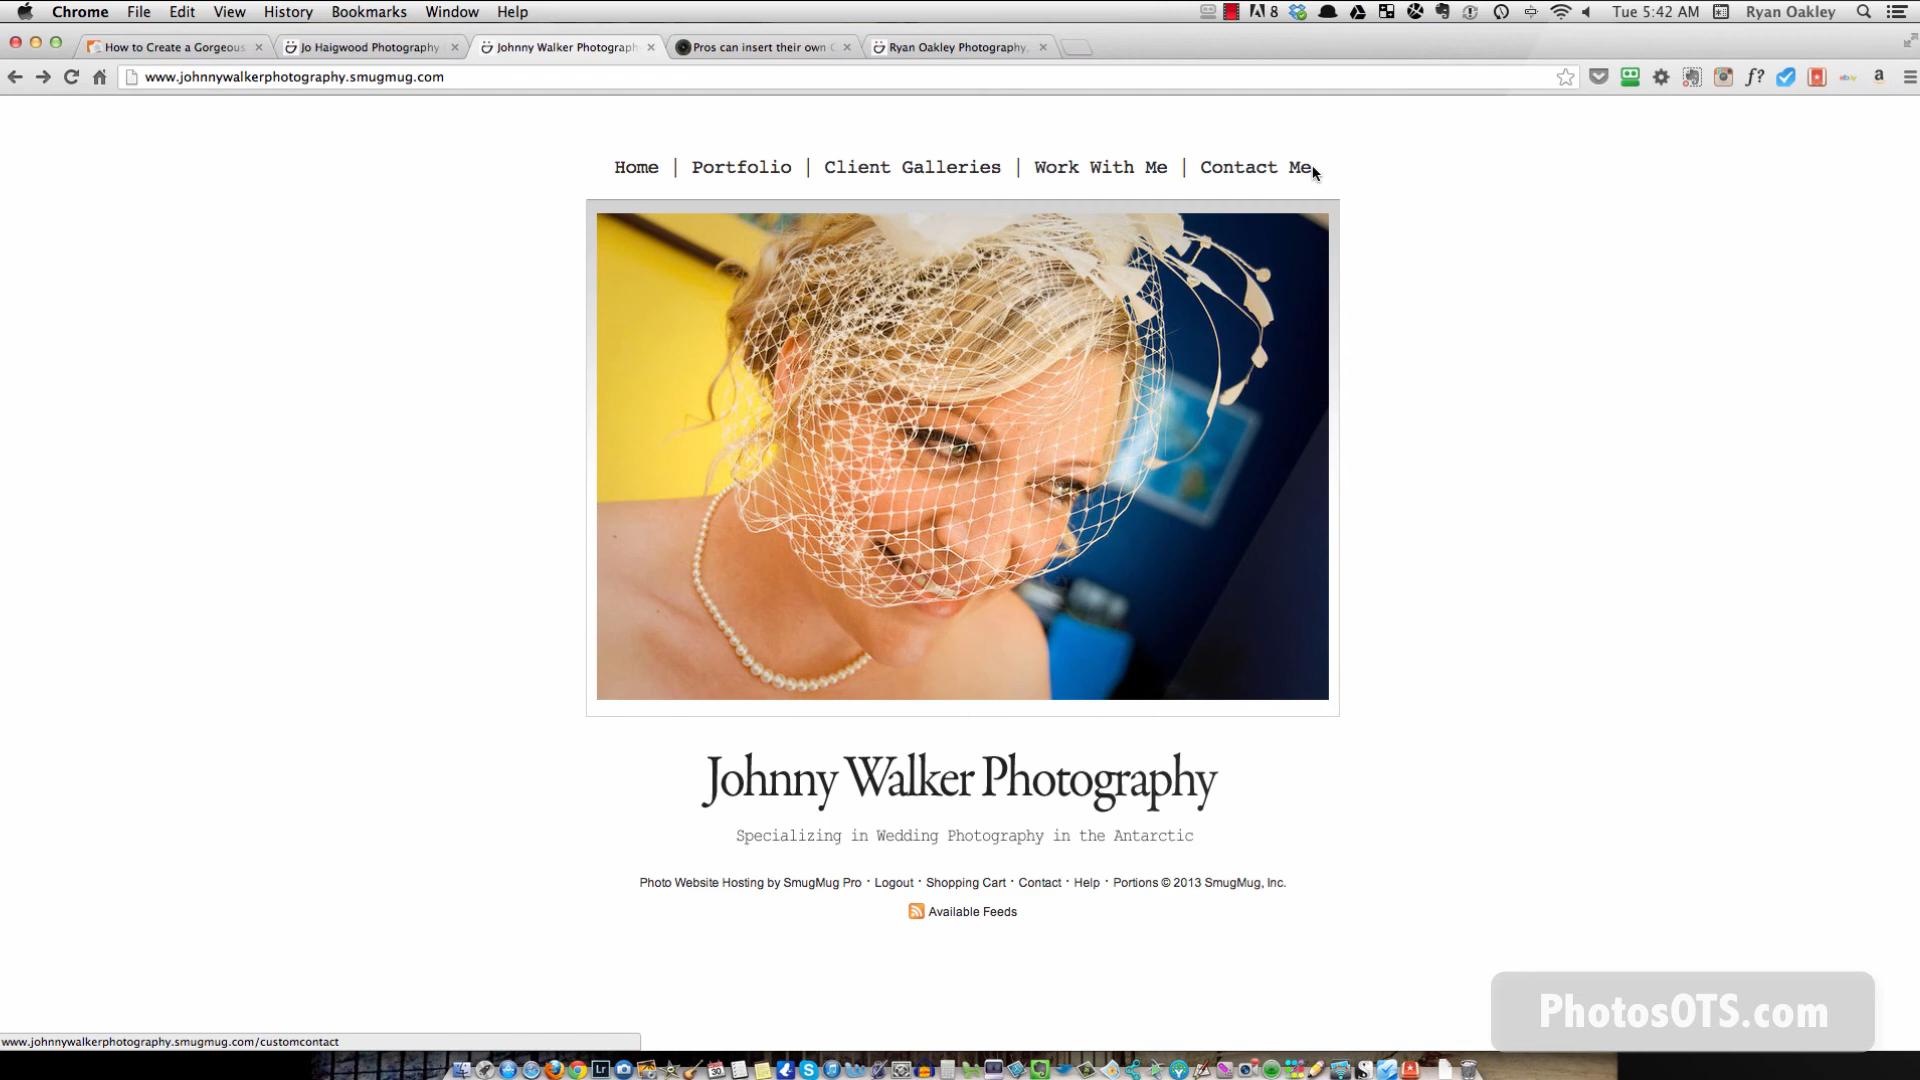 Chrome File Edit View History Bookmarks Window Help
8
Tue 5:42 AM
Ryan Oakley
How to Create a Gorgeous
Jo Haigwood Photography
Johnny Walker Photograph
Pros can insert their own
Ryan Oakley Photography,
www.johnnywalkerphotography.smugmug.com
f?
ebay
a
Home | Portfolio | Client Galleries | Work With Me | Contact Me
Johnny Walker Photography
Specializing in Wedding Photography in the Antarctic
Photo Website Hosting by SmugMug Pro · Logout · Shopping Cart · Contact · Help · Portions © 2013 SmugMug, Inc.
Available Feeds
PhotosOTS.com
www.johnnywalkerphotography.smugmug.com/customcontact
Lr
30